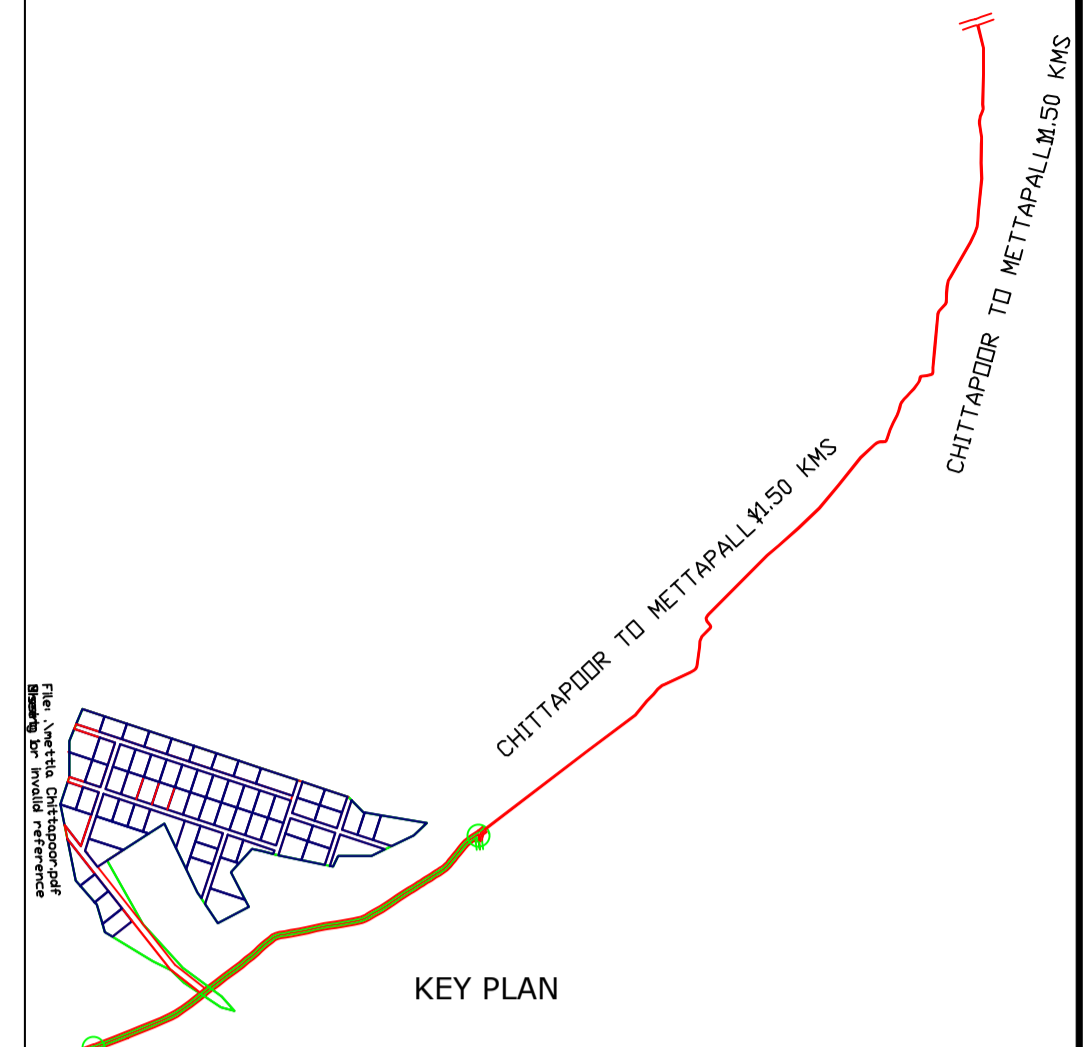 CHITTAPOOR TO METTAPALLY 1.50 KMS
CHITTAPOOR TO METTAPALLY 1.50 KMS
File: .\mettla Chittapoor.pdf
for invalid reference
KEY PLAN